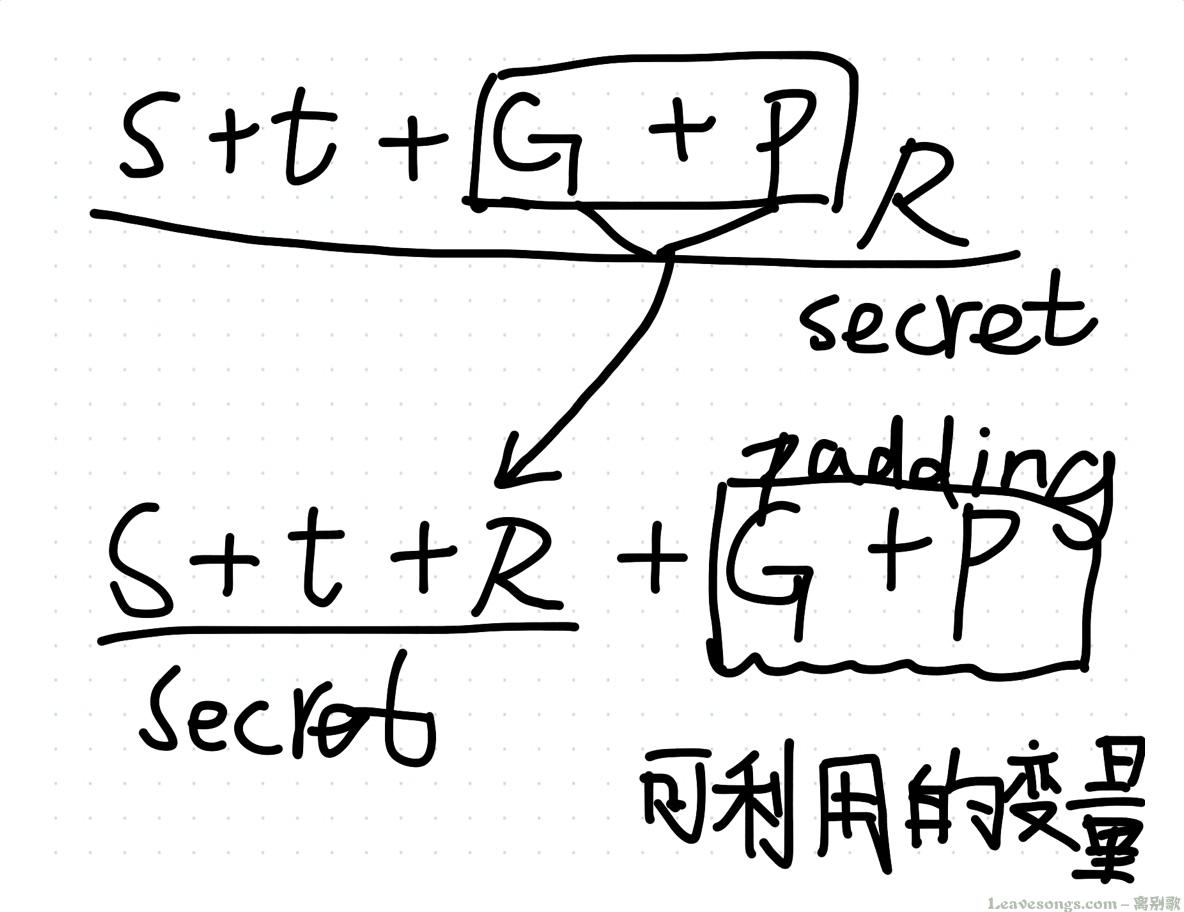 S + t + G + P R
secret
padding
S + t + R + G + P
secret
可利用的变量
Leavesongs.com – 离别歌